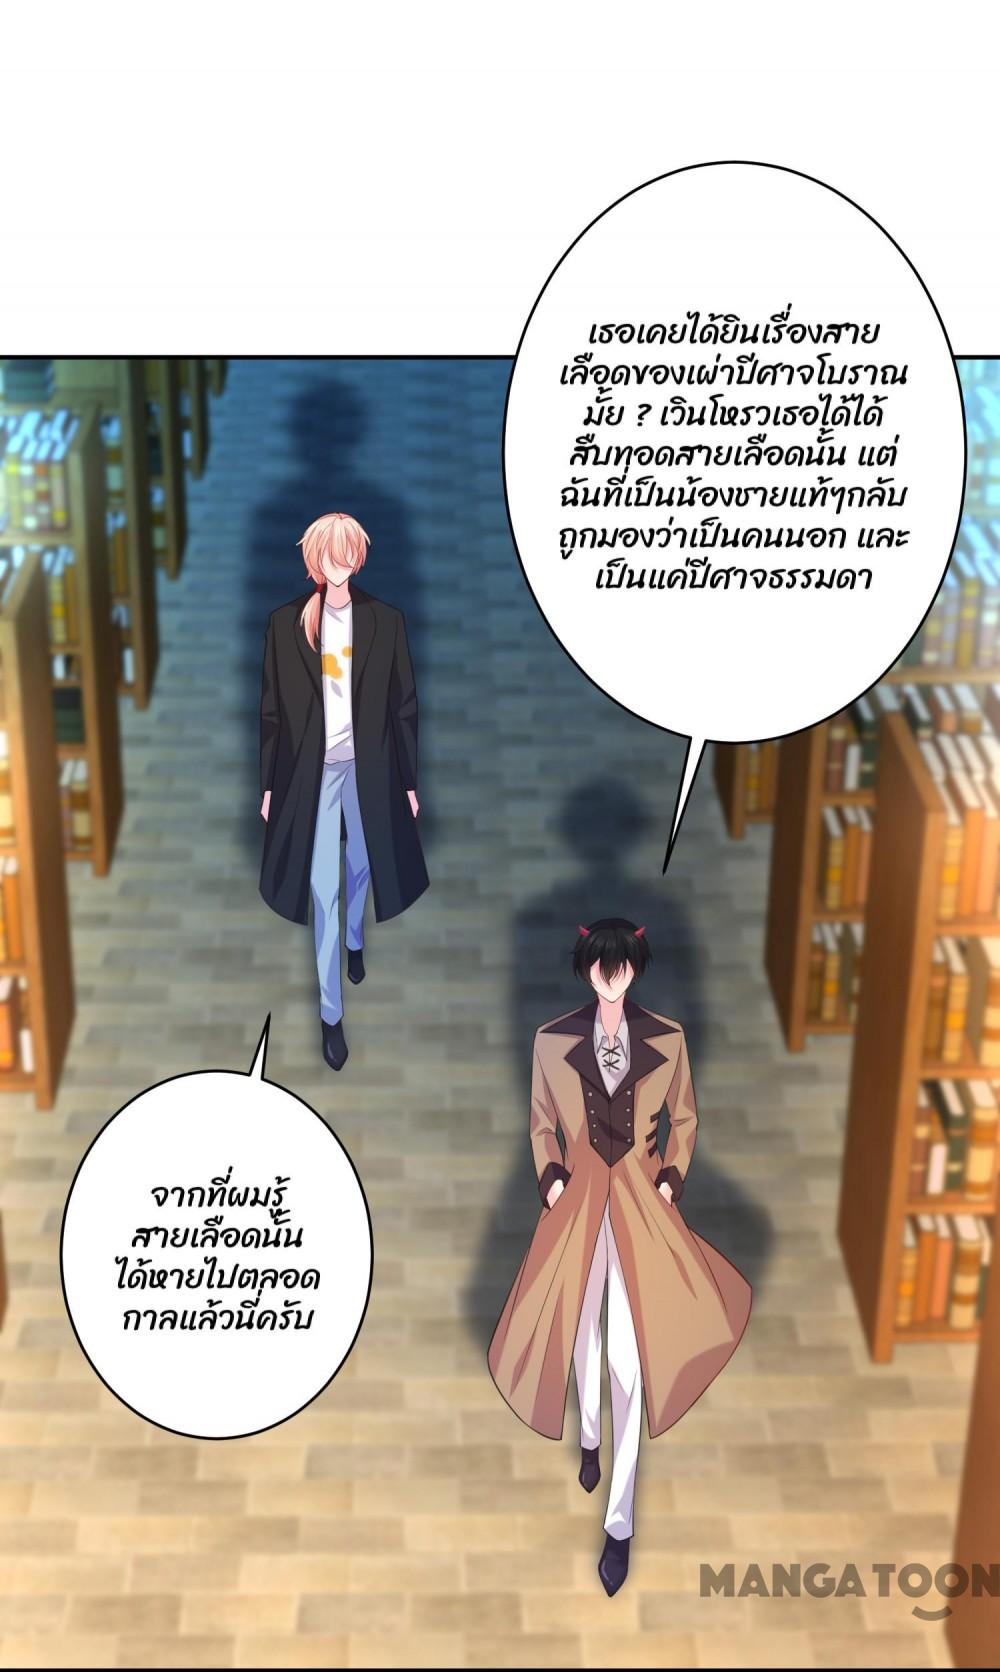 เธอเคยได้ยินเรื่องสาย
เลือดของเผ่าปีศาจโบราณ
มั้ย ? เวินโหรวเธอได้ได้
สืบทอดสายเลือดนั้น แต่
ฉันที่เป็นน้องชายแท้ๆกลับ
ถูกมองว่าเป็นคนนอก และ
เป็นแค่ปีศาจธรรมดา
จากที่ผมรู้
สายเลือดนั้น
ได้หายไปตลอด
กาลแล้วนี่ครับ
MANGATOON